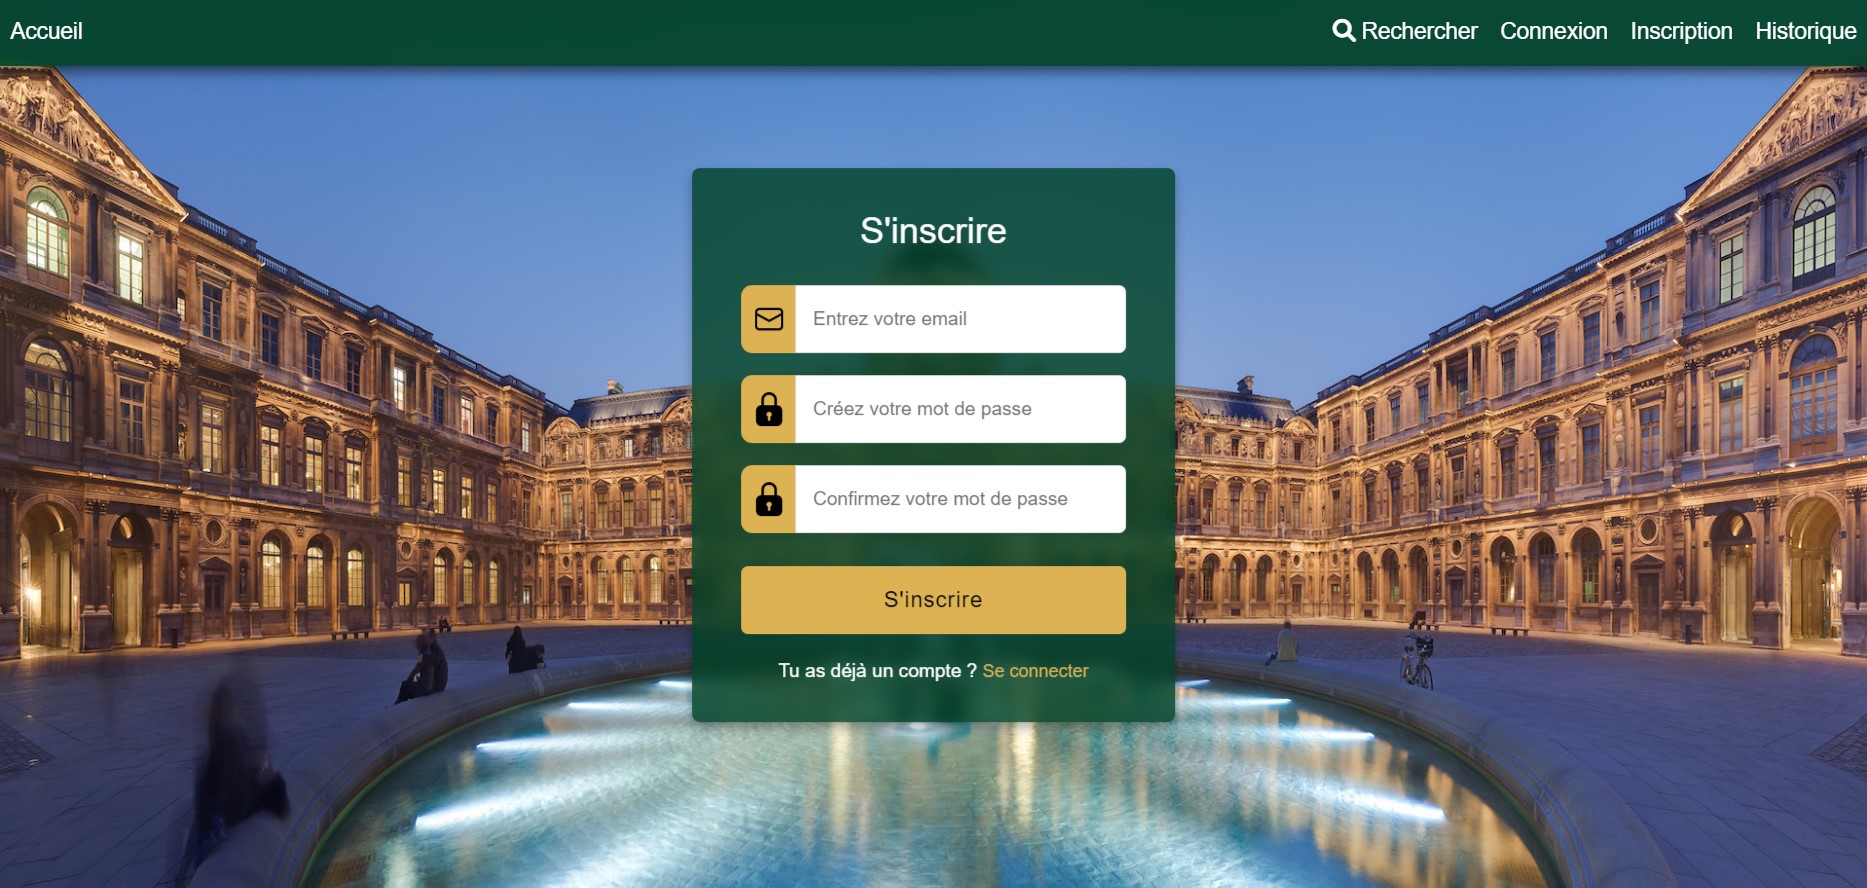 Accueil
Rechercher Connexion Inscription Historique
S'inscrire
Entrez votre email
Créez votre mot de passe
Confirmez votre mot de passe
S'inscrire
Tu as déjà un compte ? Se connecter